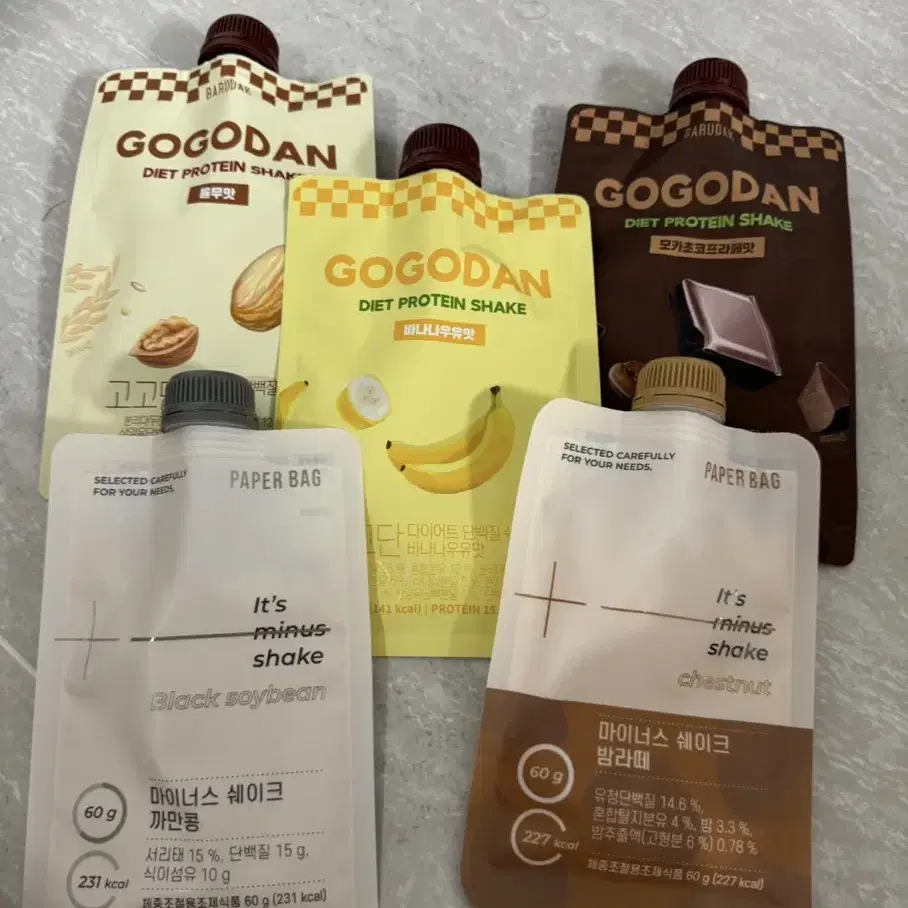 BARUDAK
GOGODAN
DIET PROTEIN SHAKE
율무맛
BARUDAK
GOGODAN
DIET PROTEIN SHAKE
모카초코프라페맛
GOGODAN
DIET PROTEIN SHAKE
바나나우유맛
다이어트 단백질
바나나우유맛
141 kcal) | PROTEIN 15
SELECTED CAREFULLY
FOR YOUR NEEDS,
PAPER BAG
It's
minus
shake
Black soybean
60 g
마이너스 쉐이크
까만콩
서리태 15 %, 단백질 15 g,
식이섬유 10 g
231 kcal
체중조절용조제식품 60 g (231 kcal)
SELECTED CAREFULLY
FOR YOUR NEEDS,
PAPER BAG
It's
minus
shake
chestnut
60 g
마이너스 쉐이크
밤라떼
유청단백질 14.6 %,
혼합탈지분유 4 %, 밤 3.3 %,
밤추출액(고형분 6 %) 0.78 %
227 kcal
체중조절용조제식품 60 g (227 kcal)